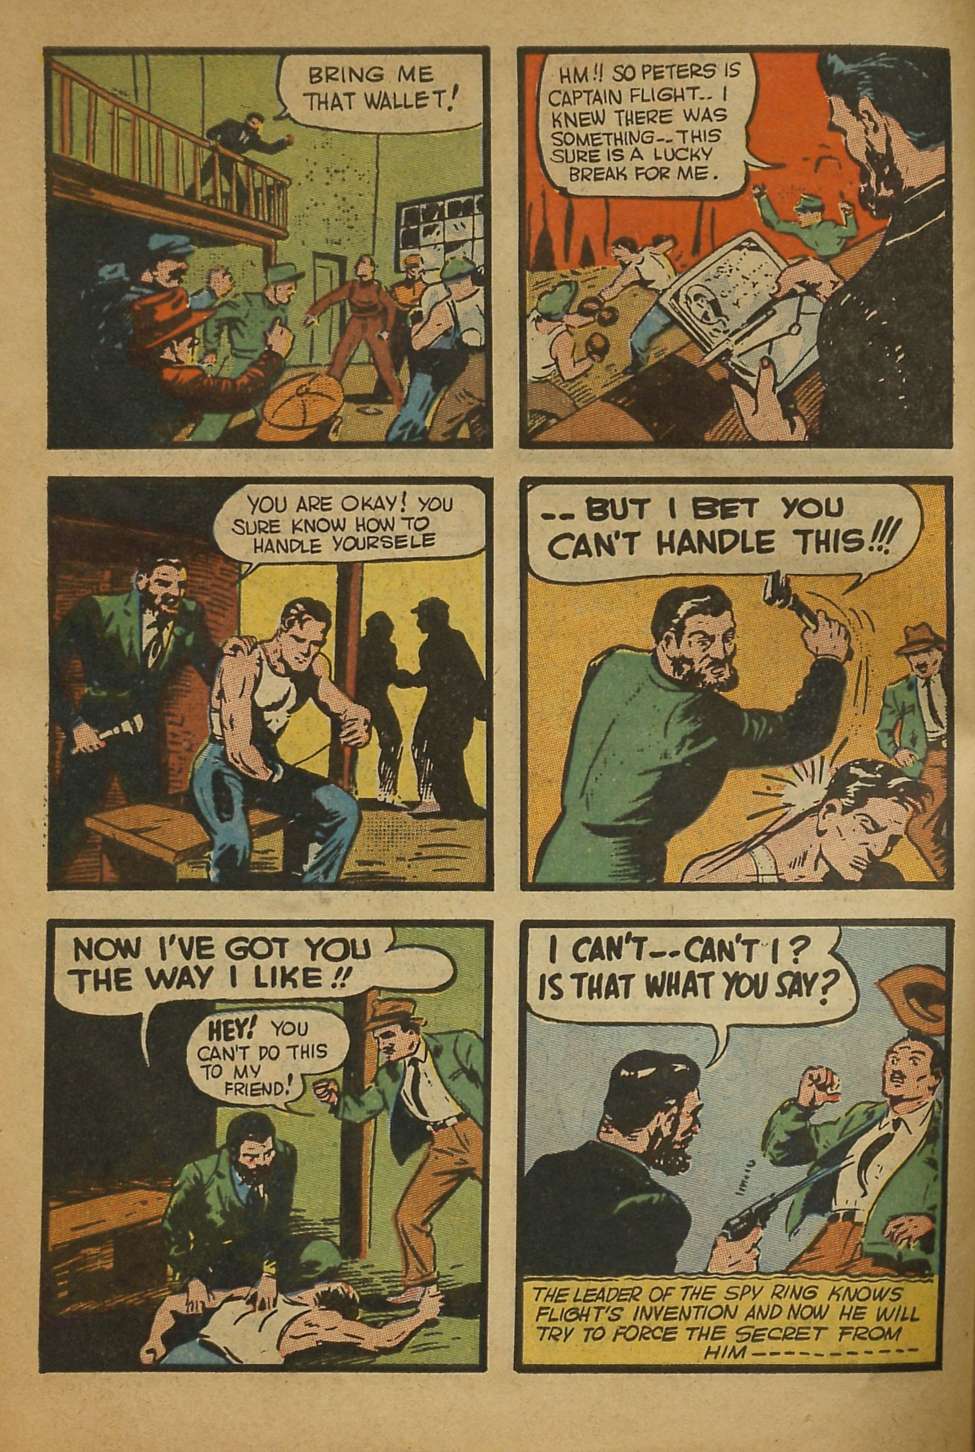 BRING ME
THAT WALLET!
HM!! SO PETERS IS
CAPTAIN FLIGHT-- I
KNEW THERE WAS
SOMETHING-- THIS
SURE IS A LUCKY
BREAK FOR ME.
YOU ARE OKAY! YOU
SURE KNOW HOW TO
HANDLE YOURSELE
-- BUT I BET YOU
CAN'T HANDLE THIS!!!
NOW I'VE GOT YOU
THE WAY I LIKE!!
HEY! YOU
CAN'T DO THIS
TO MY
FRIEND!
I CAN'T--CAN'T I?
IS THAT WHAT YOU SAY?
THE LEADER OF THE SPY RING KNOWS
FLIGHT'S INVENTION AND NOW HE WILL
TRY TO FORCE THE SECRET FROM
HIM -----------